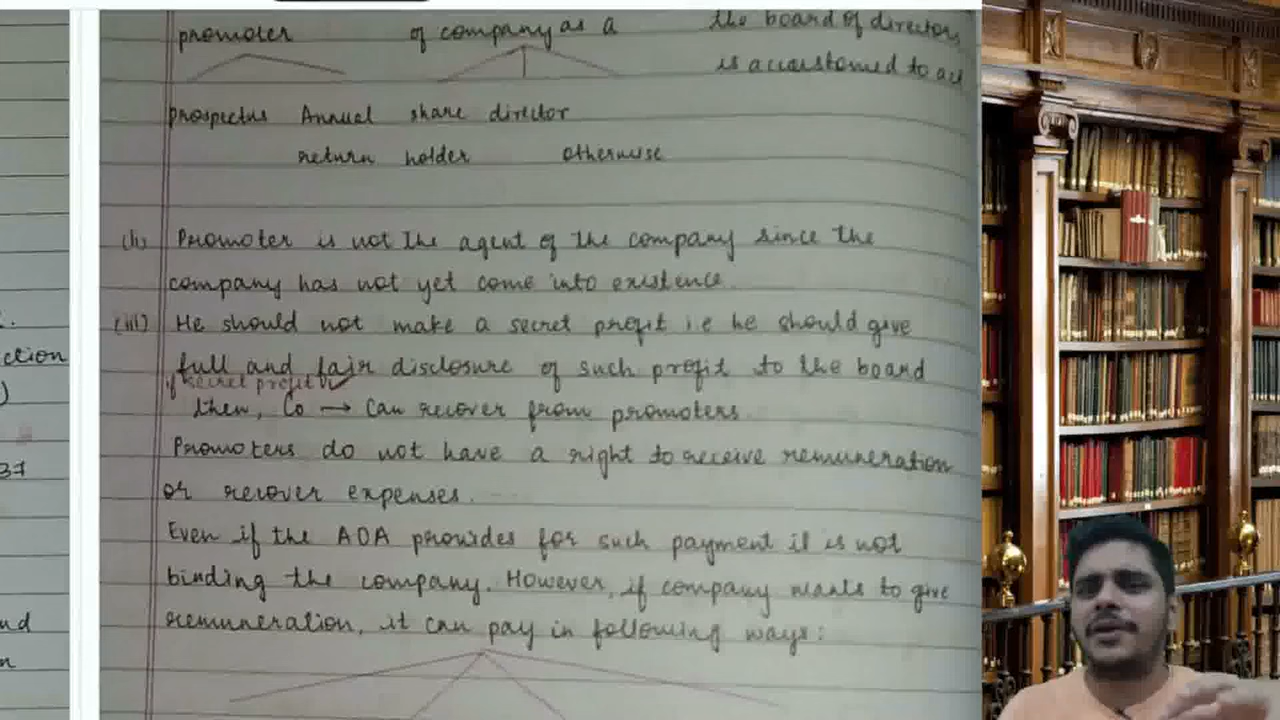 promoter of company as a the board of directors
is accustomed to act
prospectus Annual share director
return holder otherwise
(ii) Promoter is not the agent of the company since the
company has not yet come into existence.
(iii) He should not make a secret profit i.e he should give
full and fair disclosure of such profit to the board
if secret profit
then, Co → Can recover from promoters.
Promoters do not have a right to receive remuneration
or recover expenses.
Even if the AOA provides for such payment it is not
binding the company. However, if company wants to give
remuneration, it can pay in following ways:
ction
)
37
nd
n